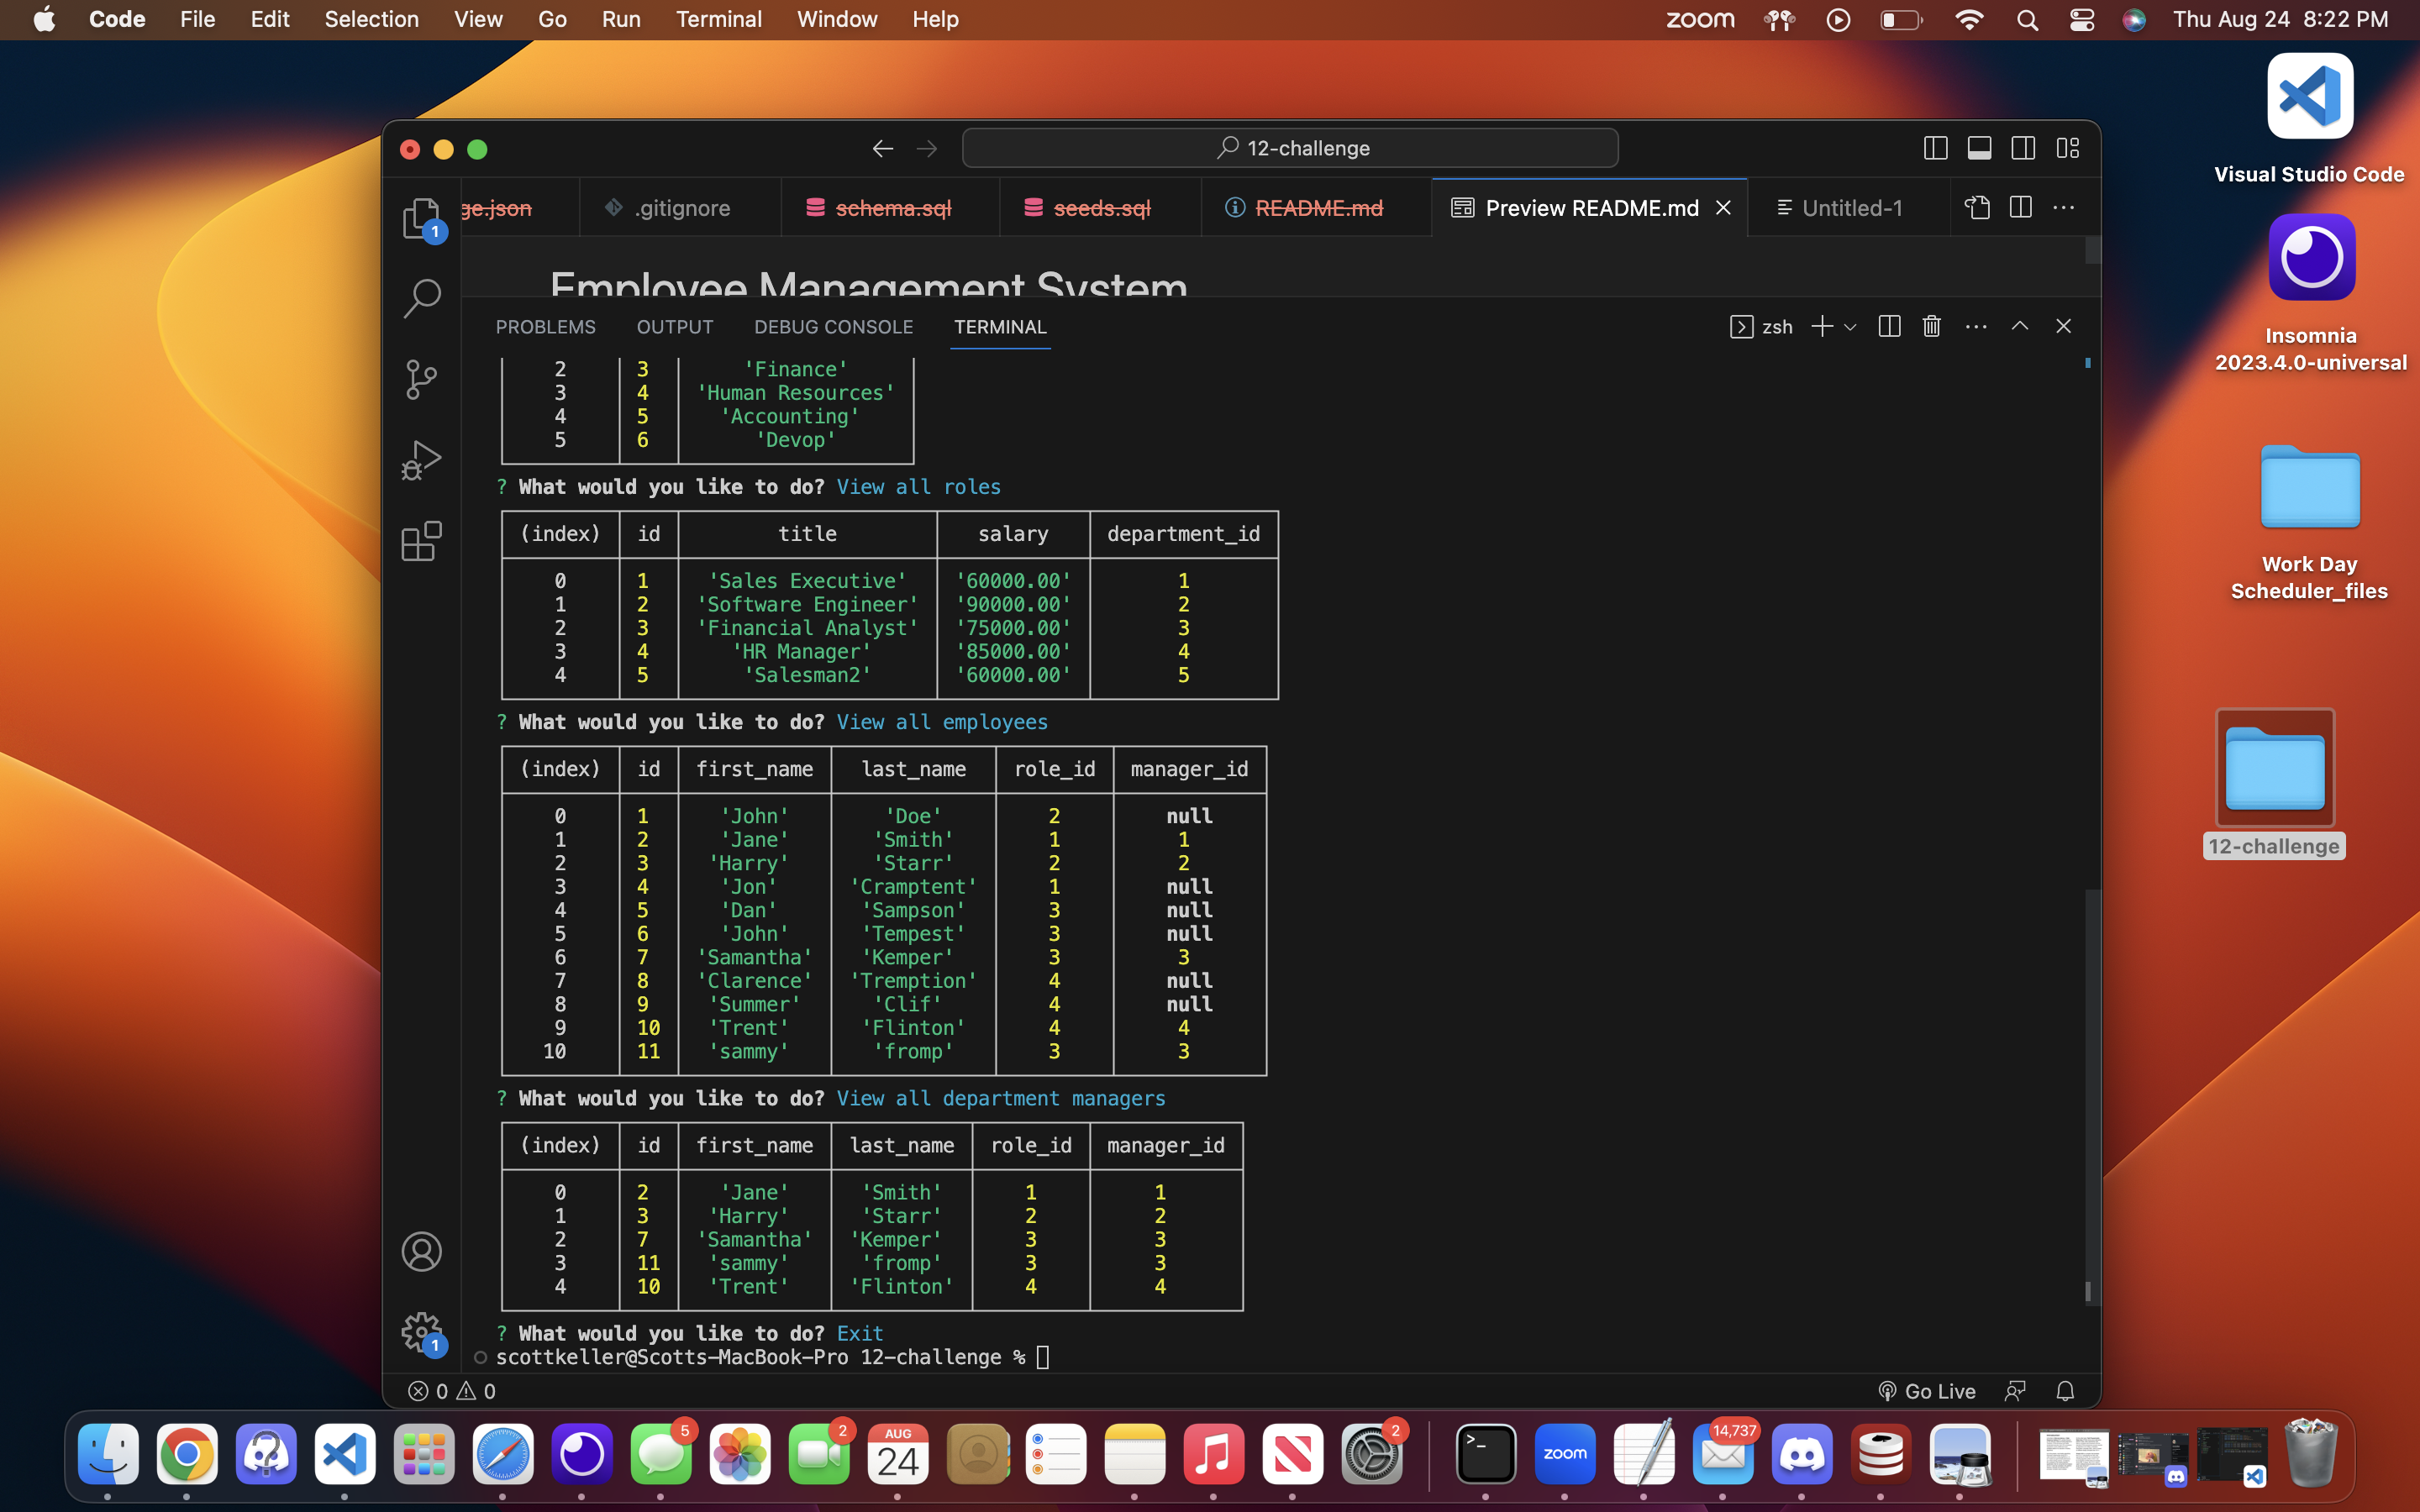 Code File Edit Selection View Go Run Terminal Window Help zoom Thu Aug 24 8:22 PM
12-challenge
ge.json .gitignore schema.sql seeds.sql README.md Preview README.md Untitled-1
1
Employee Management System
PROBLEMS OUTPUT DEBUG CONSOLE TERMINAL zsh
2 3 'Finance'
3 4 'Human Resources'
4 5 'Accounting'
5 6 'Devop'
? What would you like to do? View all roles
(index) id title salary department_id
0 1 'Sales Executive' '60000.00' 1
1 2 'Software Engineer' '90000.00' 2
2 3 'Financial Analyst' '75000.00' 3
3 4 'HR Manager' '85000.00' 4
4 5 'Salesman2' '60000.00' 5
? What would you like to do? View all employees
(index) id first_name last_name role_id manager_id
0 1 'John' 'Doe' 2 null
1 2 'Jane' 'Smith' 1 1
2 3 'Harry' 'Starr' 2 2
3 4 'Jon' 'Cramptent' 1 null
4 5 'Dan' 'Sampson' 3 null
5 6 'John' 'Tempest' 3 null
6 7 'Samantha' 'Kemper' 3 3
7 8 'Clarence' 'Tremption' 4 null
8 9 'Summer' 'Clif' 4 null
9 10 'Trent' 'Flinton' 4 4
10 11 'sammy' 'fromp' 3 3
? What would you like to do? View all department managers
(index) id first_name last_name role_id manager_id
0 2 'Jane' 'Smith' 1 1
1 3 'Harry' 'Starr' 2 2
2 7 'Samantha' 'Kemper' 3 3
3 11 'sammy' 'fromp' 3 3
4 10 'Trent' 'Flinton' 4 4
? What would you like to do? Exit
1
scottkeller@Scotts-MacBook-Pro 12-challenge %
0 0 Go Live
Visual Studio Code
Insomnia
2023.4.0-universal
Work Day
Scheduler_files
12-challenge
5 2 AUG 24 2 >_ zoom 14,737